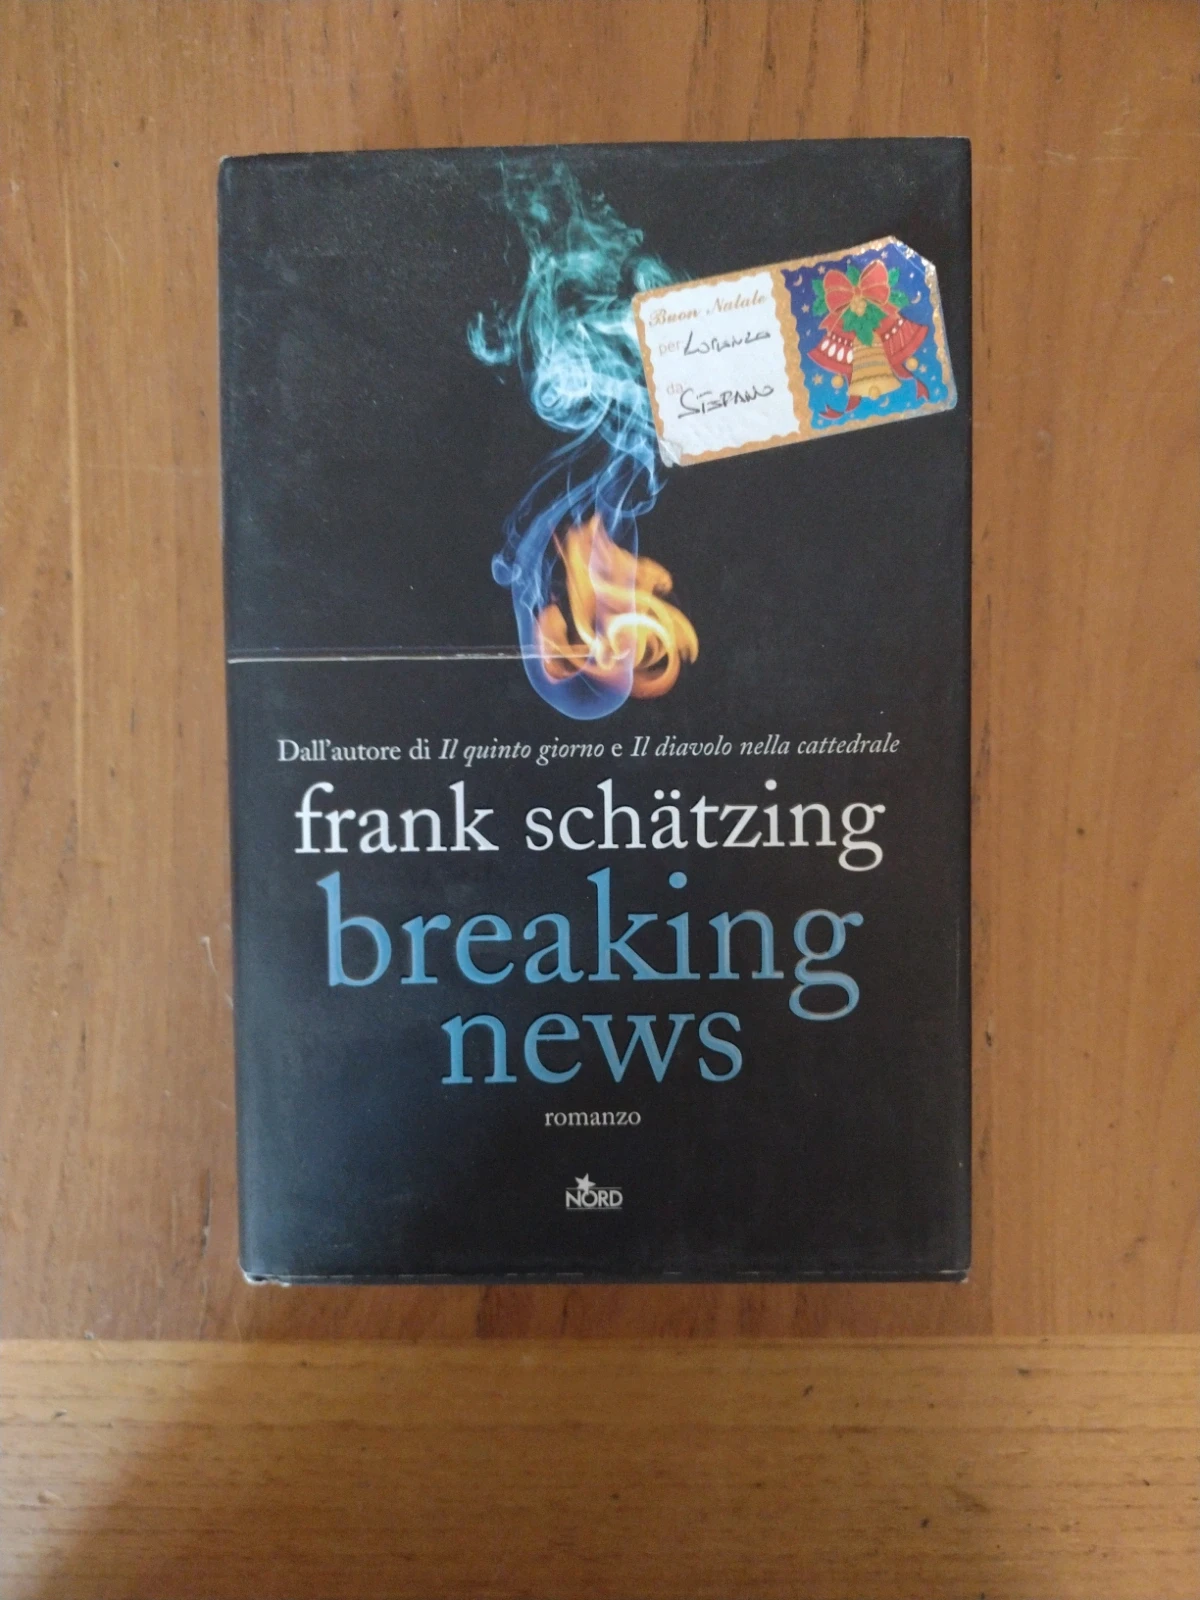 Buon Natale
per Lorenzo
da STEFANO
Dall'autore di Il quinto giorno e Il diavolo nella cattedrale
frank schätzing
breaking
news
romanzo
NORD